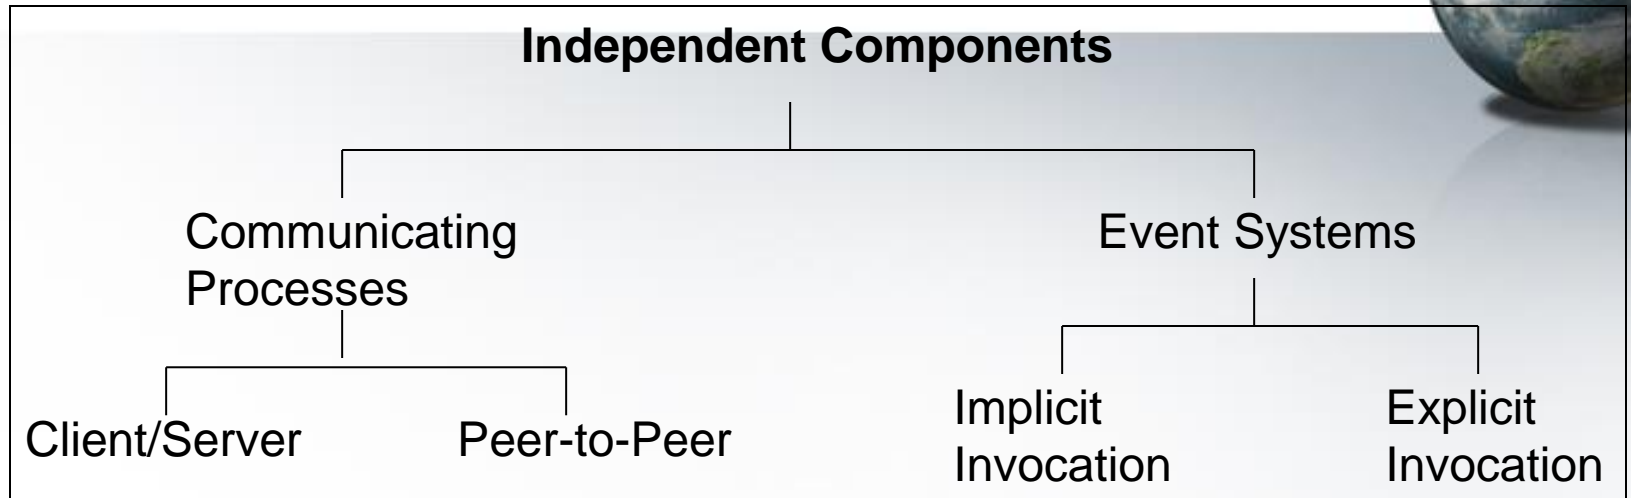 Independent Components
Communicating
Processes
Event Systems
Client/Server
Peer-to-Peer
Implicit
Invocation
Explicit
Invocation